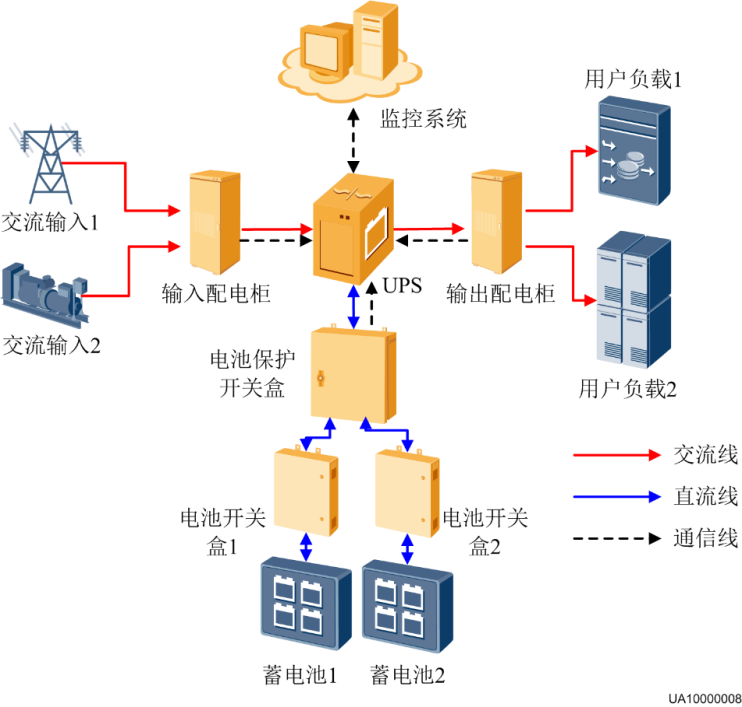 监控系统
用户负载1
交流输入1
输入配电柜
UPS
输出配电柜
交流输入2
用户负载2
电池保护
开关盒
电池开关
盒1
电池开关
盒2
交流线
直流线
通信线
蓄电池1
蓄电池2
UA10000008